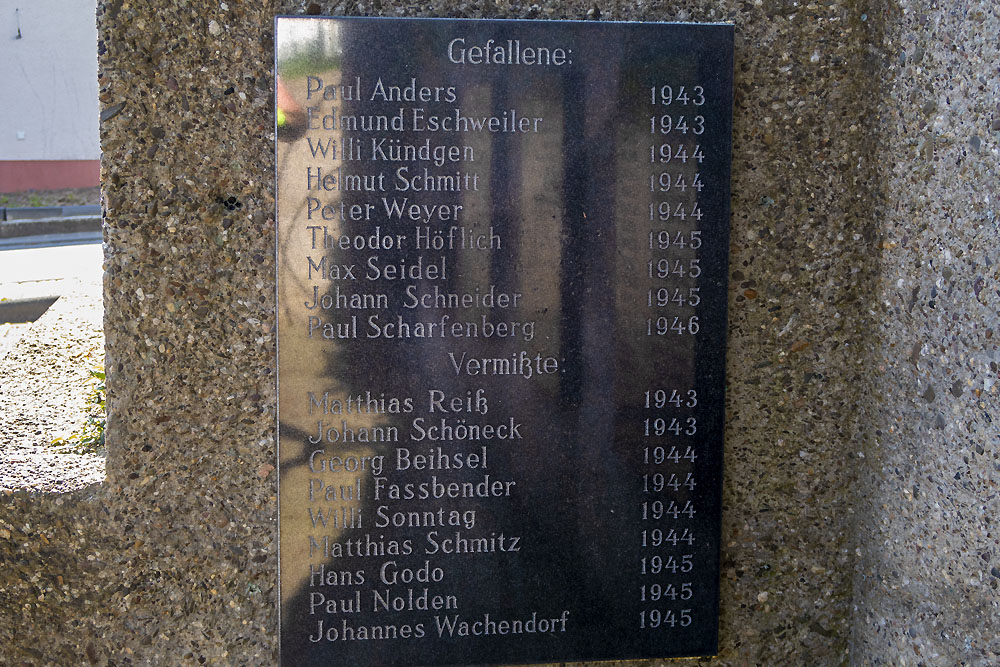 Gefallene:
Paul Anders 1943
Edmund Eschweiler 1943
Willi Kündgen 1944
Helmut Schmitt 1944
Peter Weyer 1944
Theodor Höflich 1945
Max Seidel 1945
Johann Schneider 1945
Paul Scharfenberg 1946
Vermißte:
Matthias Reiß 1943
Johann Schöneck 1943
Georg Beihsel 1944
Paul Fassbender 1944
Willi Sonntag 1944
Matthias Schmitz 1944
Hans Godo 1945
Paul Nolden 1945
Johannes Wachendorf 1945